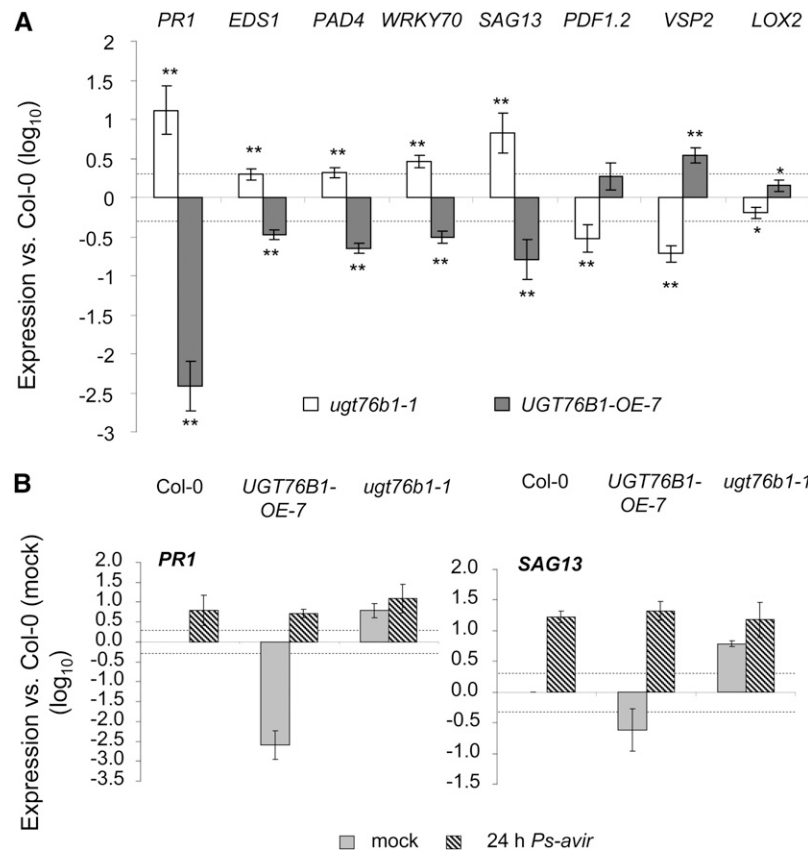 A
PR1 EDS1 PAD4 WRKY70 SAG13 PDF1.2 VSP2 LOX2
Expression vs. Col-0 (log10)
2
1.5
1
0.5
0
-0.5
-1
-1.5
-2
-2.5
-3
** ** ** ** ** ** *
** ** ** ** ** ** ** *
ugt76b1-1 UGT76B1-OE-7
B
Col-0 UGT76B1-OE-7 ugt76b1-1
Col-0 UGT76B1-OE-7 ugt76b1-1
Expression vs. Col-0 (mock)
(log10)
PR1
2.0
1.5
1.0
0.5
0.0
-0.5
-1.0
-1.5
-2.0
-2.5
-3.0
-3.5
SAG13
2.0
1.5
1.0
0.5
0.0
-0.5
-1.0
-1.5
mock 24 h Ps-avir